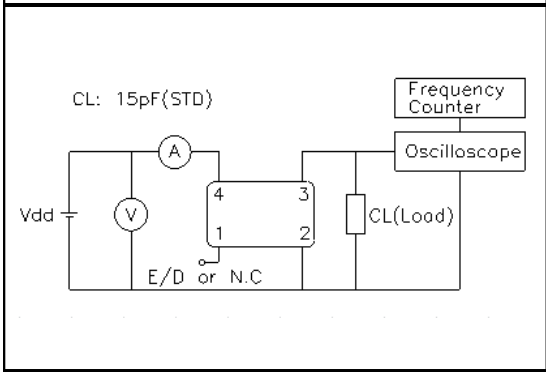 CL: 15pF(STD)
Frequency
Counter
A
Oscilloscope
4 3
Vdd
V
CL(Load)
1 2
E/D or N.C